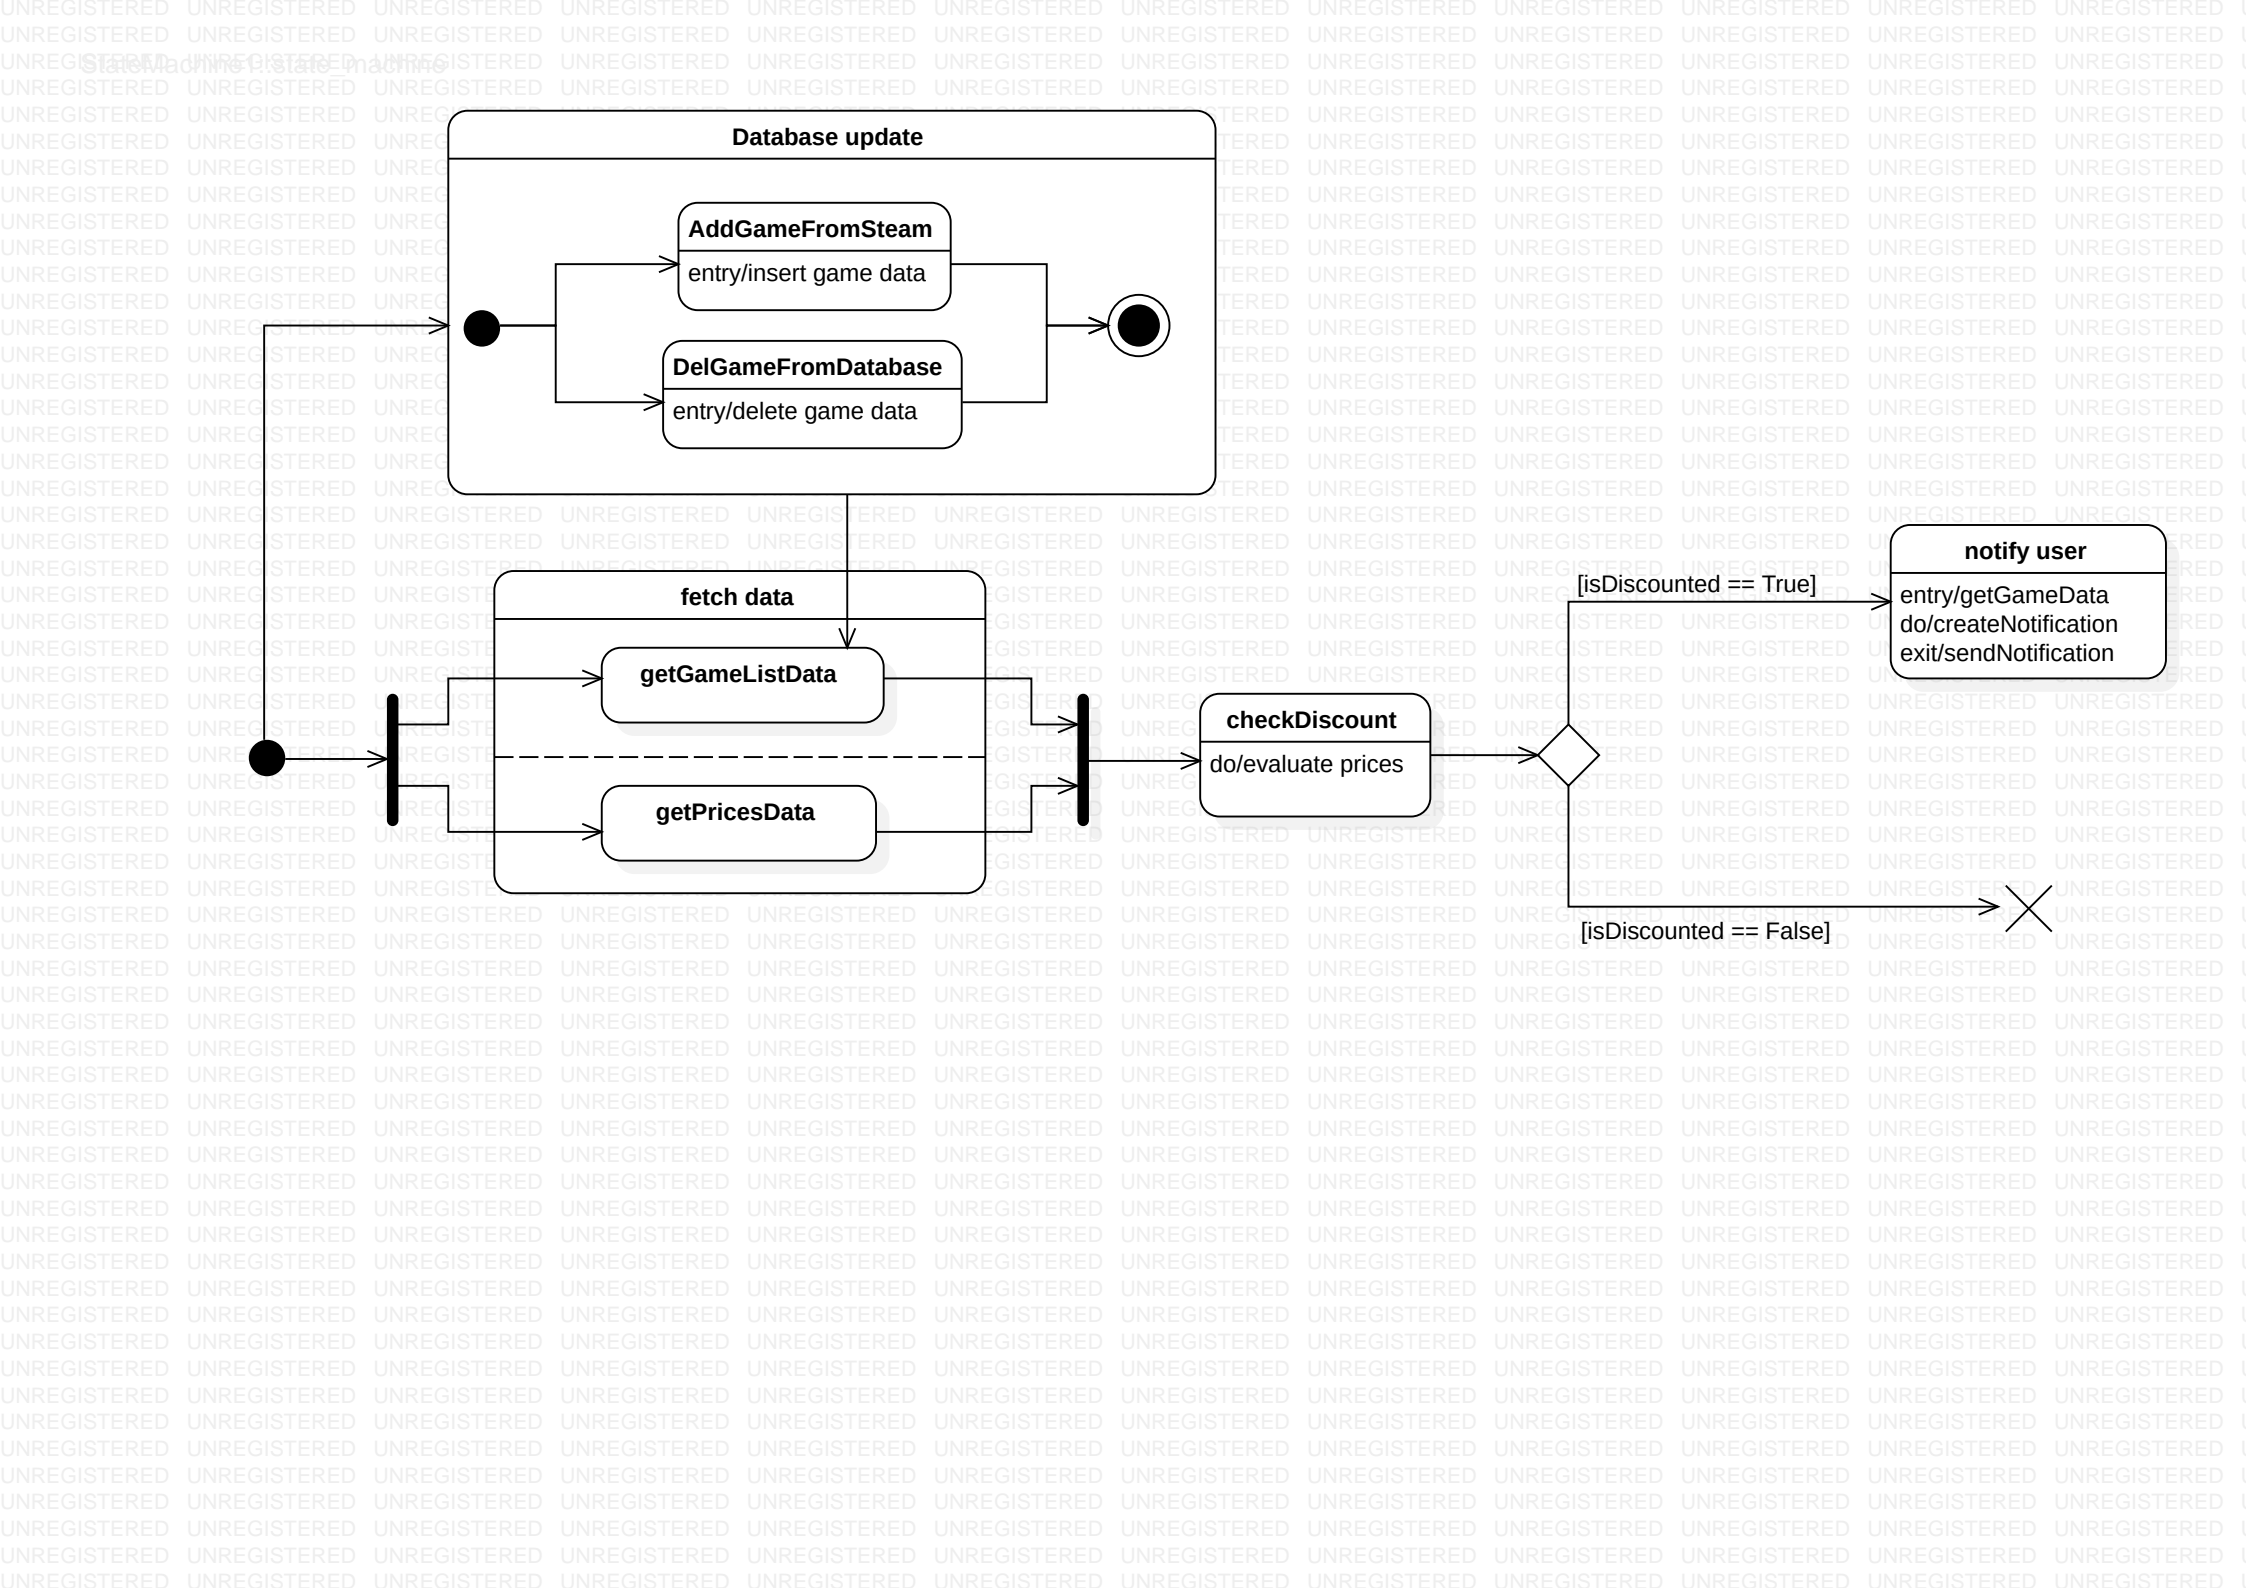 StateMachine1::state_machine
Database update
AddGameFromSteam
entry/insert game data
DelGameFromDatabase
entry/delete game data
fetch data
getGameListData
getPricesData
checkDiscount
do/evaluate prices
[isDiscounted == True]
notify user
entry/getGameData
do/createNotification
exit/sendNotification
[isDiscounted == False]
UNREGISTERED